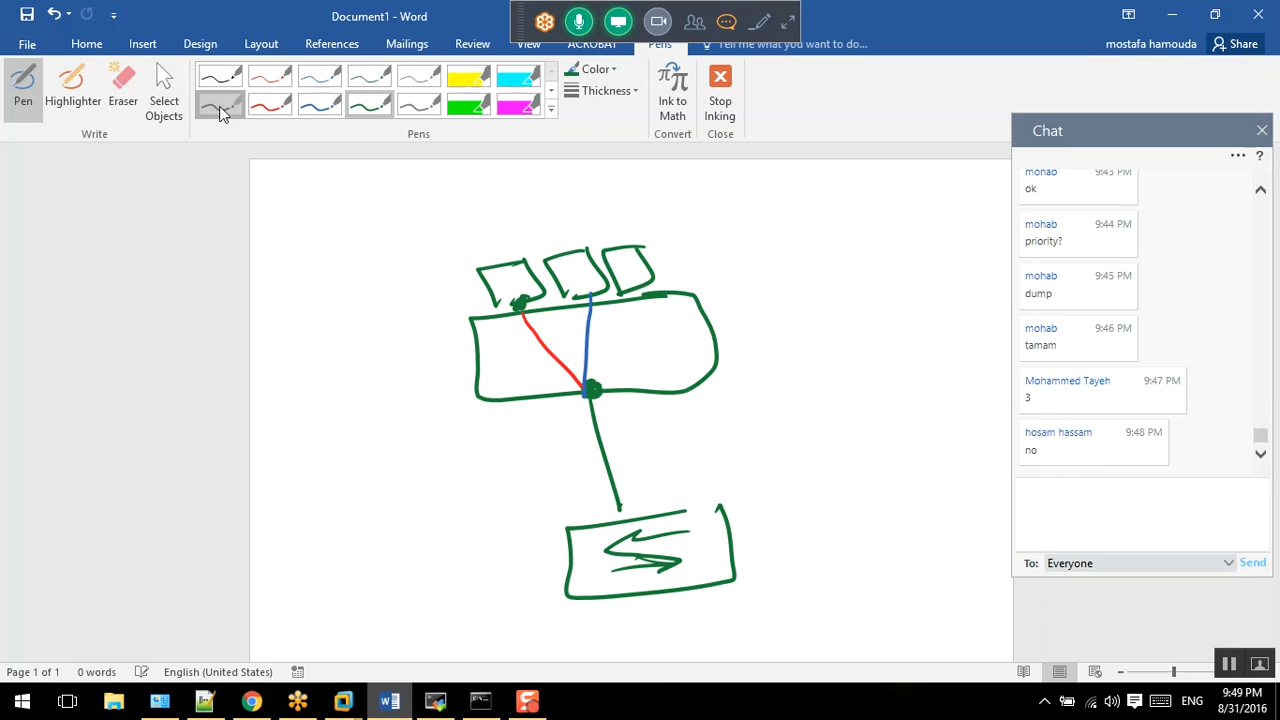 Document1 - Word
File Home Insert Design Layout References Mailings Review View ACROBAT Pens Tell me what you want to do... mostafa hamouda Share
Pen Highlighter Eraser Select Objects
Color
Thickness
Ink to Math
Stop Inking
Write Pens Convert Close
Chat
... ?
mohab 9:43 PM
ok
mohab 9:44 PM
priority?
mohab 9:45 PM
dump
mohab 9:46 PM
tamam
Mohammed Tayeh 9:47 PM
3
hosam hassam 9:48 PM
no
To: Everyone Send
Page 1 of 1 0 words English (United States)
ENG 9:49 PM
8/31/2016